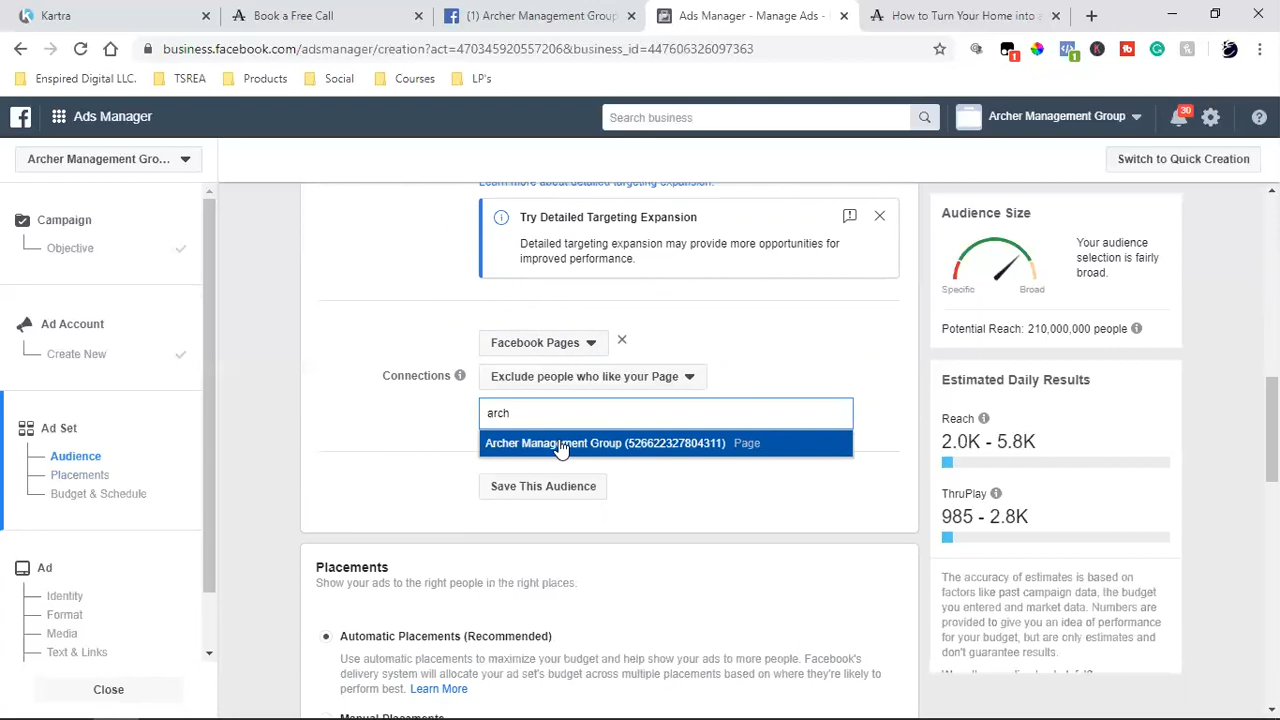 Kartra
Book a Free Call
(1) Archer Management Group
Ads Manager - Manage Ads -
How to Turn Your Home into a
business.facebook.com/adsmanager/creation?act=470345920557206&business_id=447606326097363
1
1
Enspired Digital LLC.
TSREA
Products
Social
Courses
LP's
Ads Manager
Search business
Archer Management Group
30
Archer Management Gro...
Switch to Quick Creation
Campaign
Objective
Ad Account
Create New
Ad Set
Audience
Placements
Budget & Schedule
Ad
Identity
Format
Media
Text & Links
Close
Learn more about detailed targeting expansion.
Try Detailed Targeting Expansion
Detailed targeting expansion may provide more opportunities for
improved performance.
Connections
Facebook Pages
Exclude people who like your Page
arch
Archer Management Group (526622327804311) Page
Save This Audience
Placements
Show your ads to the right people in the right places.
Automatic Placements (Recommended)
Use automatic placements to maximize your budget and help show your ads to more people. Facebook's
delivery system will allocate your ad set's budget across multiple placements based on where they're likely to
perform best. Learn More
Manual Placements
Audience Size
Your audience
selection is fairly
broad.
Specific
Broad
Potential Reach: 210,000,000 people
Estimated Daily Results
Reach
2.0K - 5.8K
ThruPlay
985 - 2.8K
The accuracy of estimates is based on
factors like past campaign data, the budget
you entered and market data. Numbers are
provided to give you an idea of performance
for your budget, but are only estimates and
don't guarantee results.